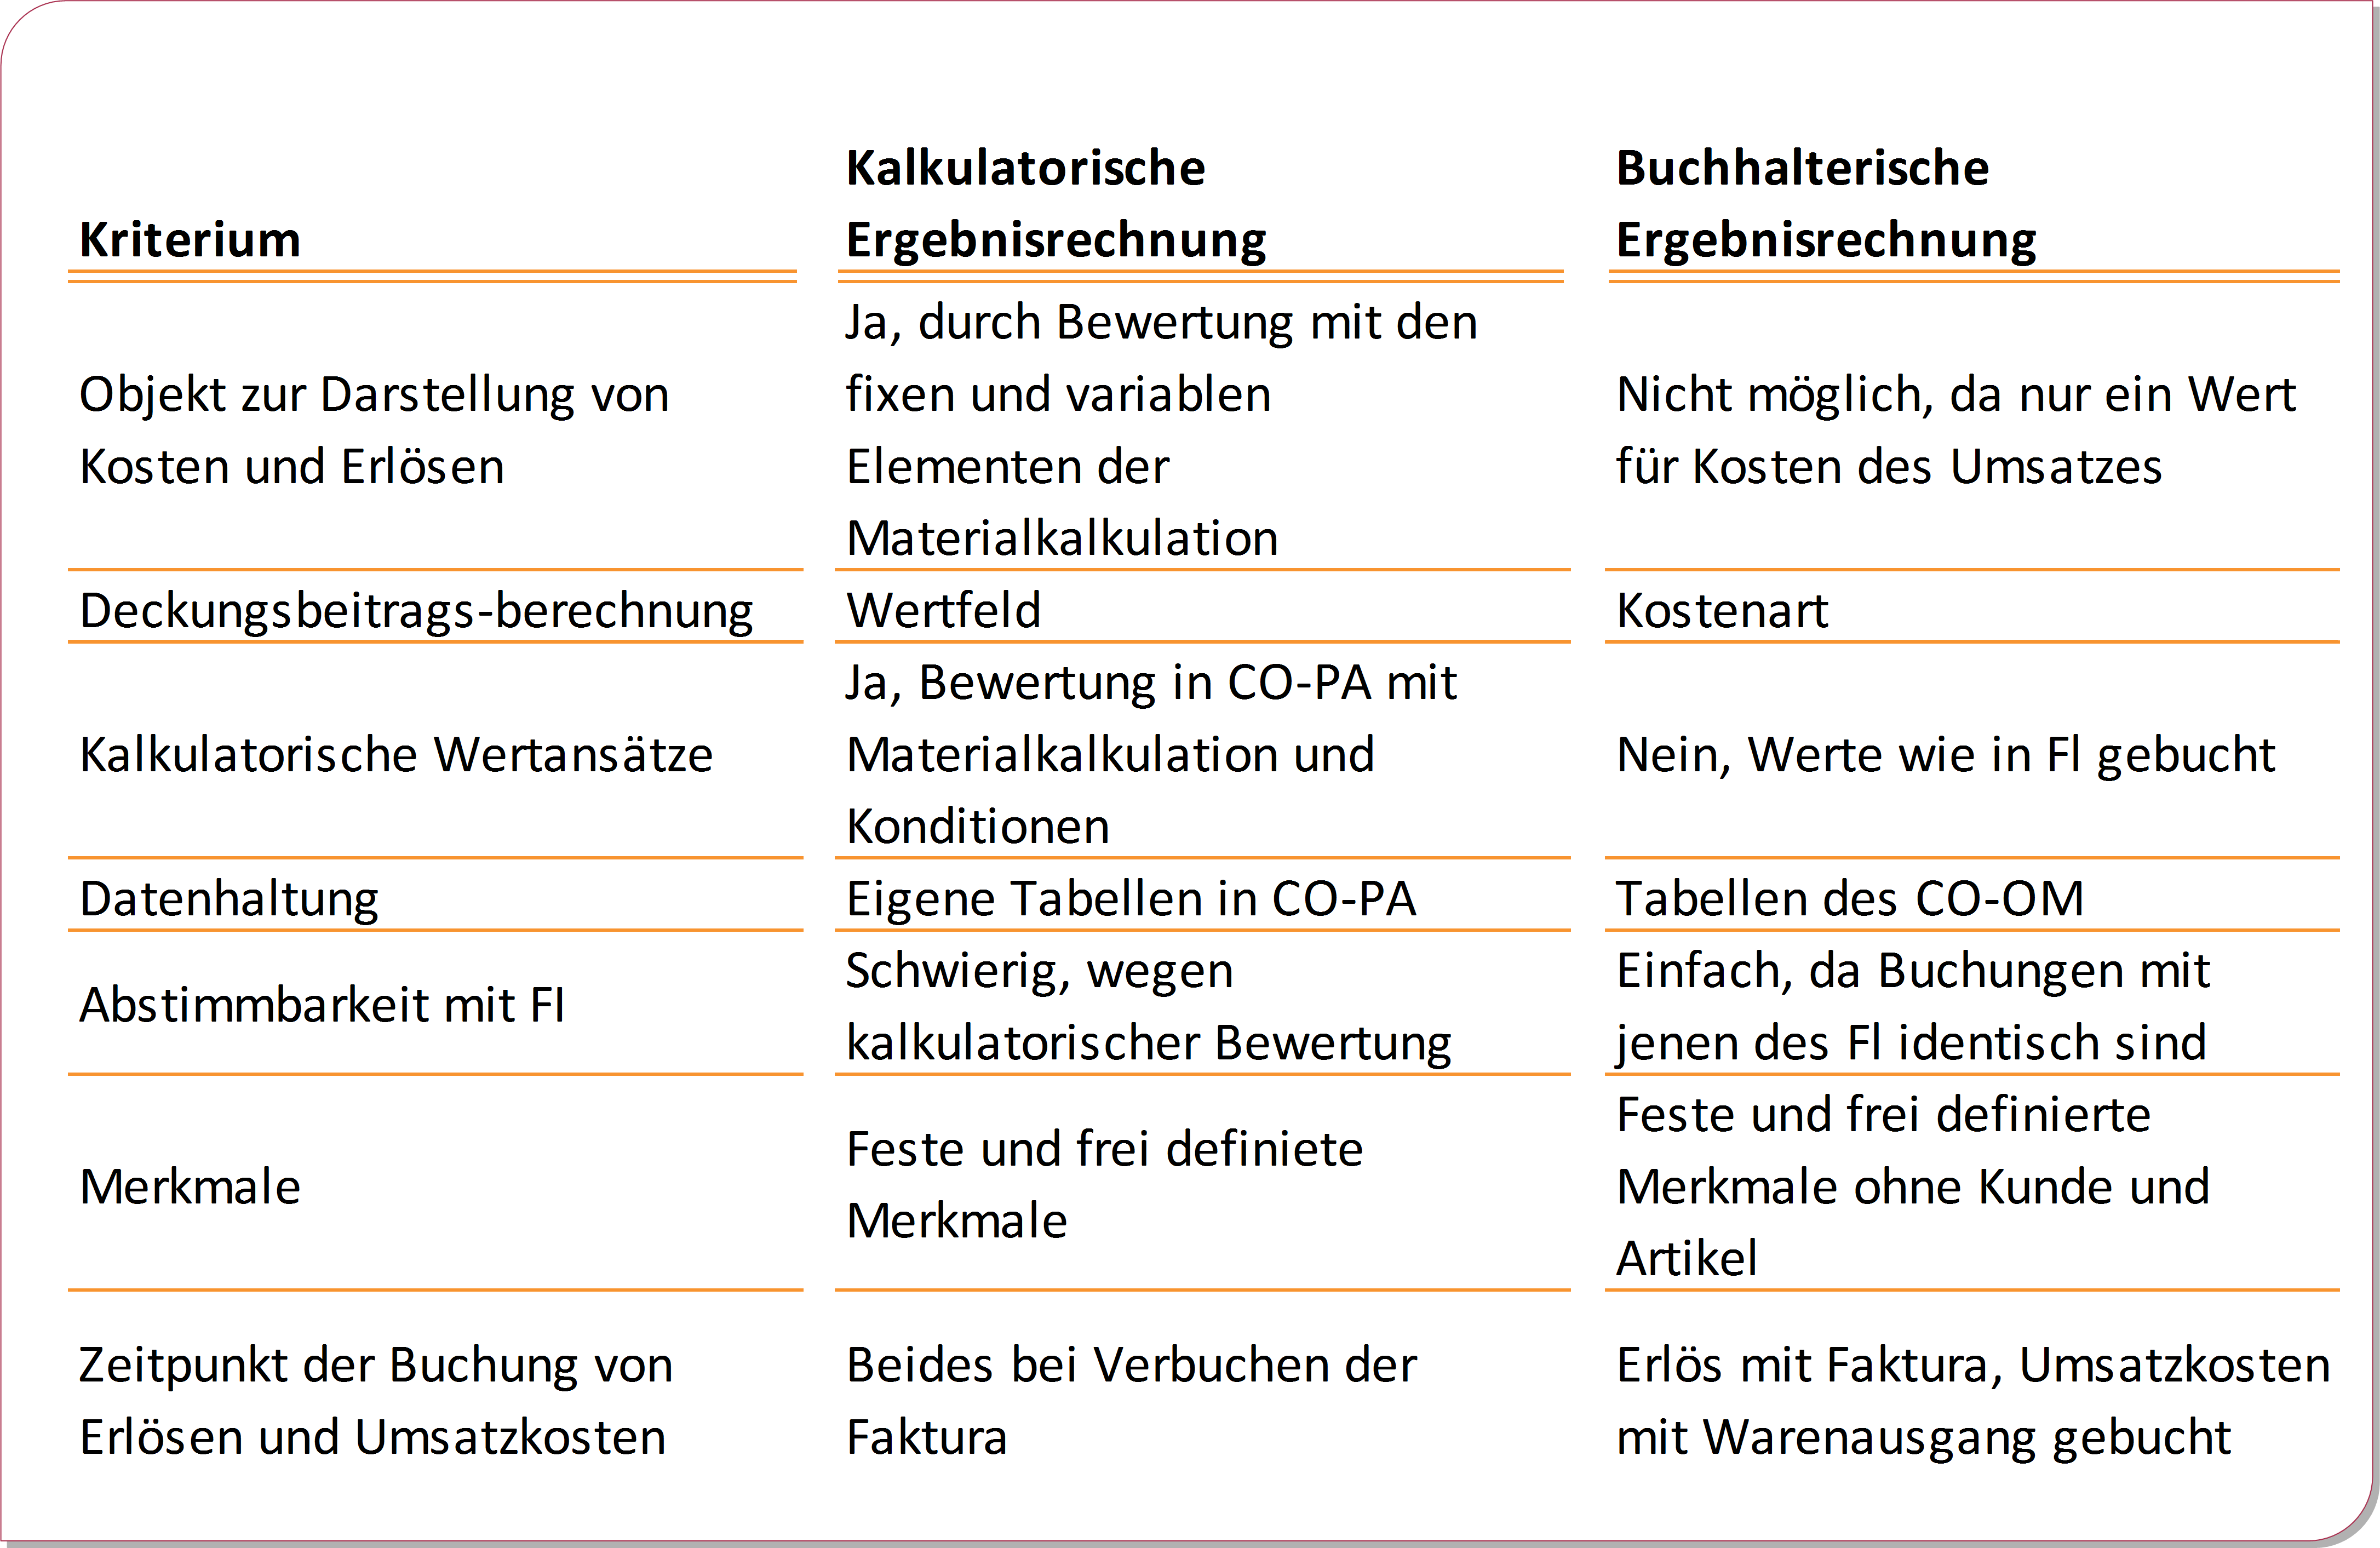 Kriterium
Kalkulatorische
Ergebnisrechnung
Buchhalterische
Ergebnisrechnung
Objekt zur Darstellung von
Kosten und Erlösen
Ja, durch Bewertung mit den
fixen und variablen
Elementen der
Materialkalkulation
Nicht möglich, da nur ein Wert
für Kosten des Umsatzes
Deckungsbeitrags-berechnung
Wertfeld
Kostenart
Kalkulatorische Wertansätze
Ja, Bewertung in CO-PA mit
Materialkalkulation und
Konditionen
Nein, Werte wie in Fl gebucht
Datenhaltung
Eigene Tabellen in CO-PA
Tabellen des CO-OM
Abstimmbarkeit mit FI
Schwierig, wegen
kalkulatorischer Bewertung
Einfach, da Buchungen mit
jenen des Fl identisch sind
Merkmale
Feste und frei definiete
Merkmale
Feste und frei definierte
Merkmale ohne Kunde und
Artikel
Zeitpunkt der Buchung von
Erlösen und Umsatzkosten
Beides bei Verbuchen der
Faktura
Erlös mit Faktura, Umsatzkosten
mit Warenausgang gebucht